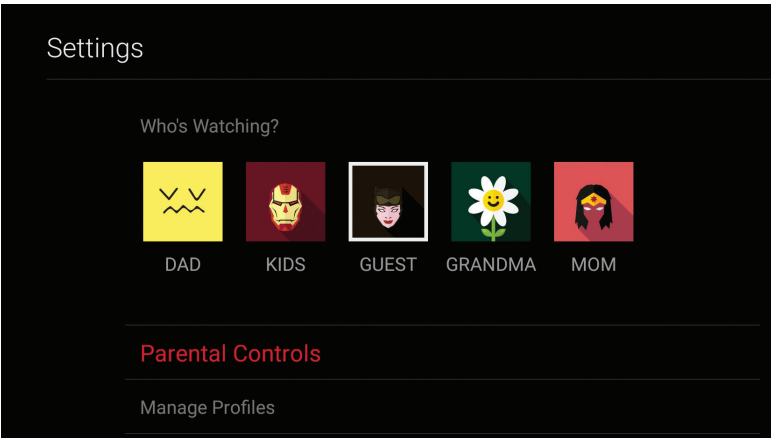 Settings
Who's Watching?
DAD KIDS GUEST GRANDMA MOM
Parental Controls
Manage Profiles